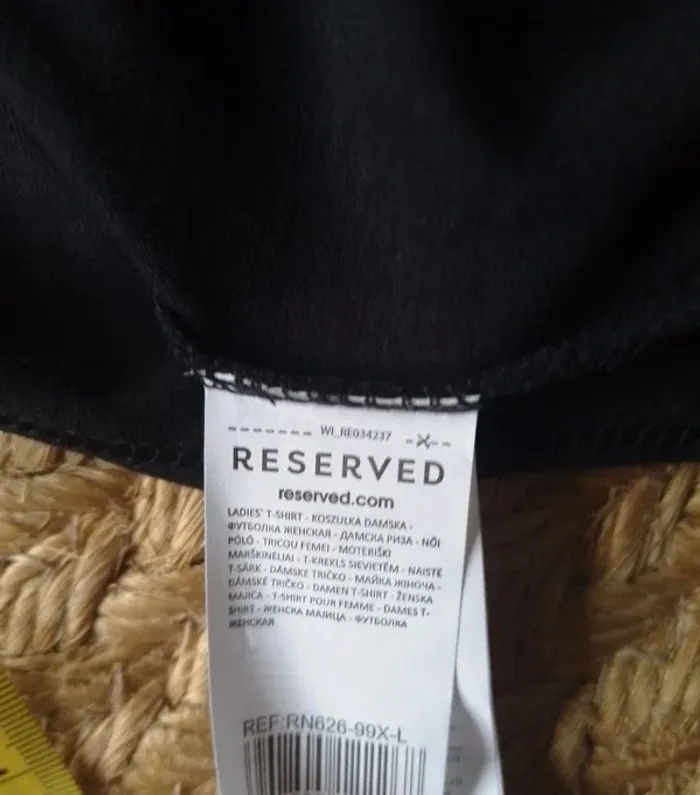 WI_RE034237
RESERVED
reserved.com
LADIES' T-SHIRT - KOSZULKA DAMSKA -
ФУТБОЛКА ЖЕНСКАЯ - ДАМСКА РИЗА - NŐI
PÓLÓ - TRICOU FEMEI - MOTERIŠKI
MARŠKINĖLIAI - T-KREKLS SIEVIETĒM - NAISTE
T-SÄRK - DÁMSKE TRIČKO - МАЙКА ЖІНОЧА -
DÁMSKÉ TRIČKO - DAMEN T-SHIRT - ŽENSKA
MAJICA - T-SHIRT POUR FEMME - DAMES T-
SHIRT - ЖЕНСКА МАЈИЦА - ФУТБОЛКА
ЖЕНСКАЯ
REF:RN626-99X-L